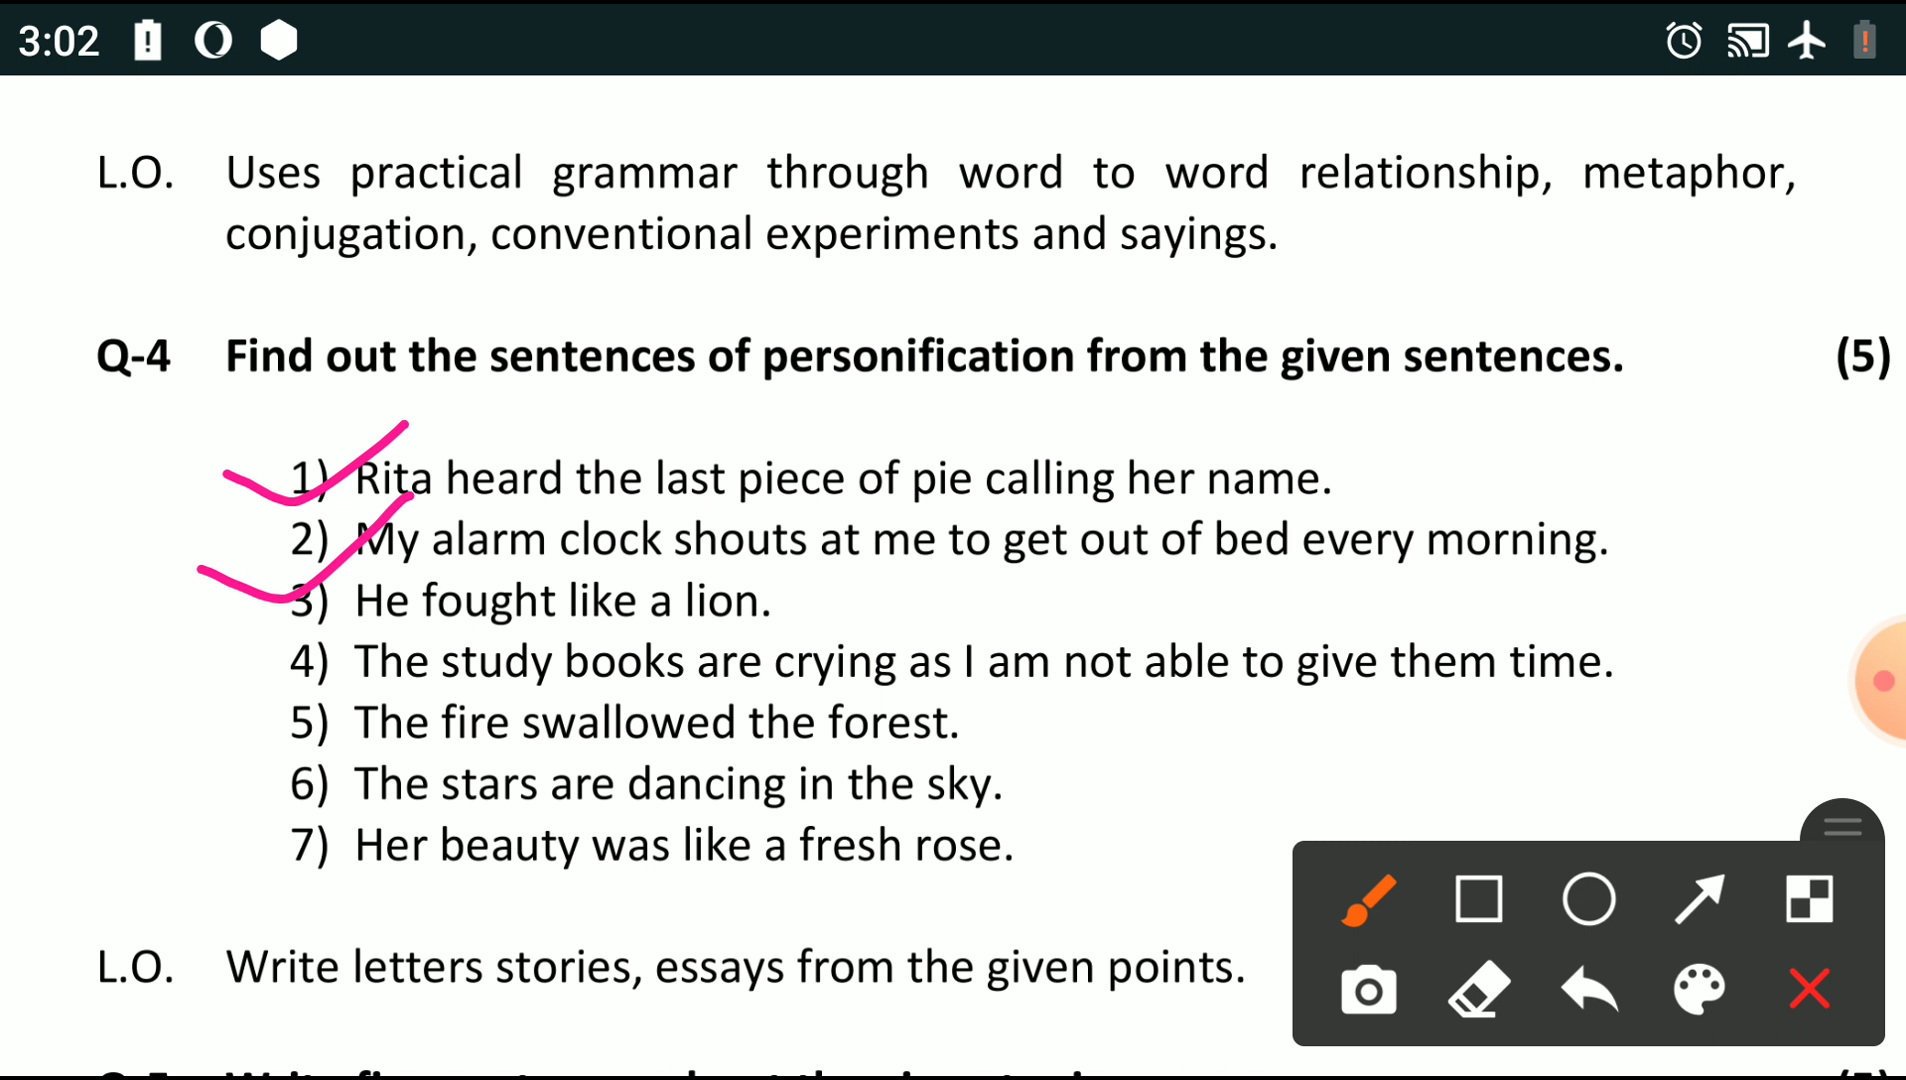 3:02
L.O. Uses practical grammar through word to word relationship, metaphor,
conjugation, conventional experiments and sayings.
Q-4 Find out the sentences of personification from the given sentences. (5)
1) Rita heard the last piece of pie calling her name.
2) My alarm clock shouts at me to get out of bed every morning.
3) He fought like a lion.
4) The study books are crying as I am not able to give them time.
5) The fire swallowed the forest.
6) The stars are dancing in the sky.
7) Her beauty was like a fresh rose.
L.O. Write letters stories, essays from the given points.